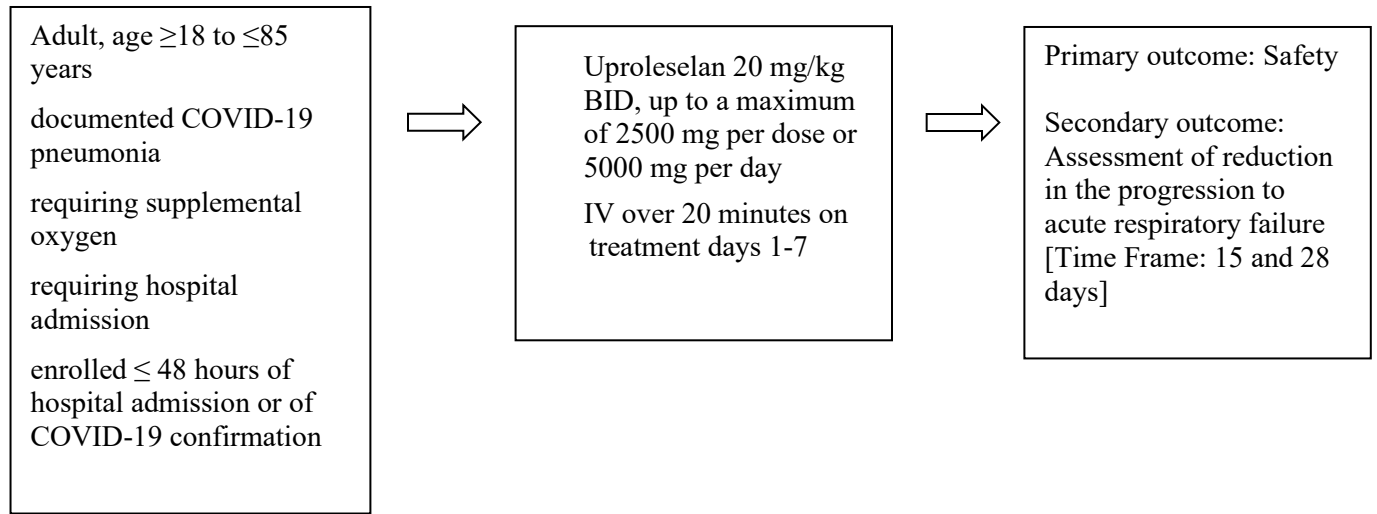 Adult, age ≥18 to ≤85
years
documented COVID-19
pneumonia
requiring supplemental
oxygen
requiring hospital
admission
enrolled ≤ 48 hours of
hospital admission or of
COVID-19 confirmation
Uproleselan 20 mg/kg
BID, up to a maximum
of 2500 mg per dose or
5000 mg per day
IV over 20 minutes on
treatment days 1-7
Primary outcome: Safety
Secondary outcome:
Assessment of reduction
in the progression to
acute respiratory failure
[Time Frame: 15 and 28
days]